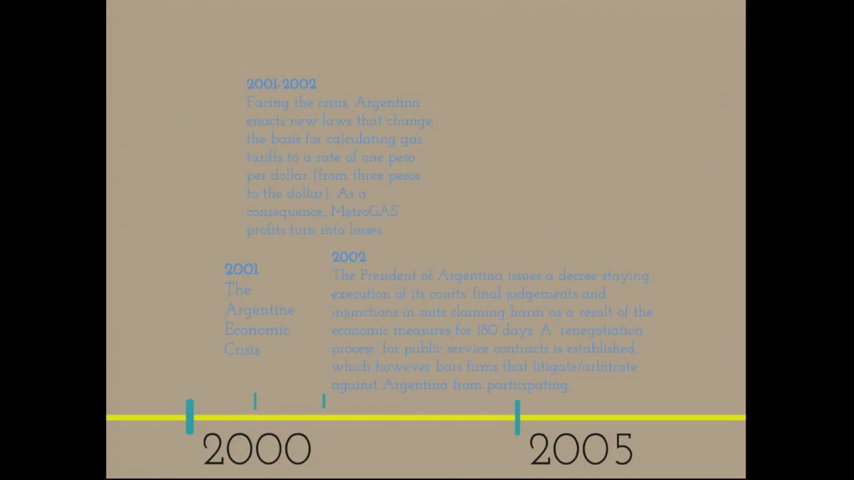 2001-2002
Facing the crisis, Argentina
enacts new laws that change
the basis for calculating gas
tariffs to a rate of one peso
per dollar (from three pesos
to the dollar). As a
consequence, MetroGAS'
profits turn into losses.
2001
The
Argentine
Economic
Crisis
2002
The President of Argentina issues a decree staying
execution of its courts' final judgements and
injunctions in suits claiming harm as a result of the
economic measures for 180 days. A "renegotiation
process" for public service contracts is established,
which however bars firms that litigate/arbitrate
against Argentina from participating.
2000
2005